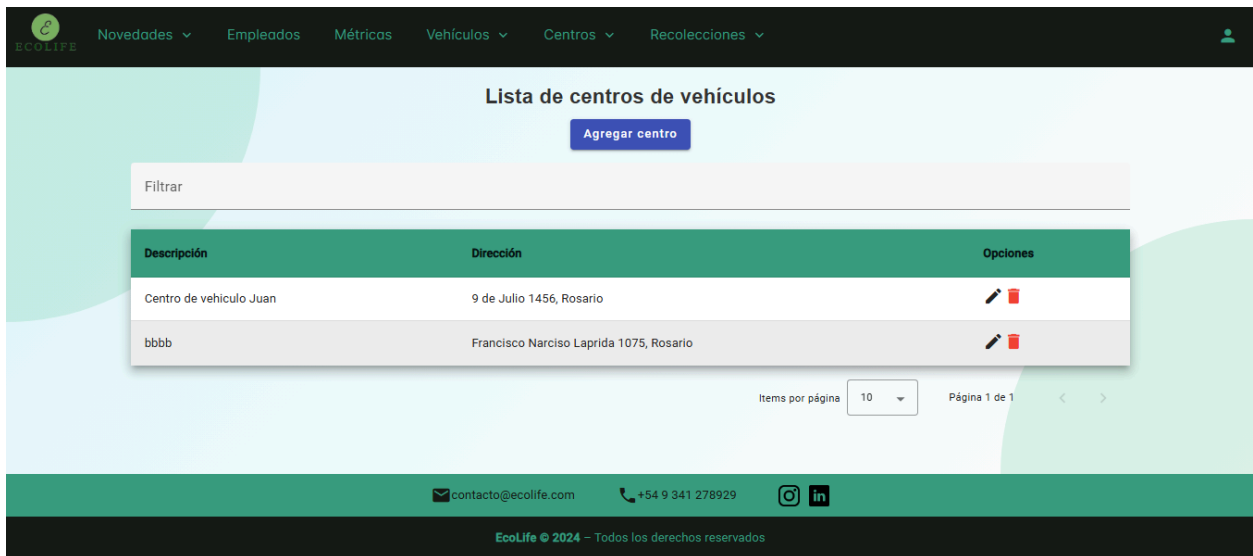 ECOLIFE Novedades Empleados Métricas Vehículos Centros Recolecciones
Lista de centros de vehículos
Agregar centro
Filtrar
Descripción Dirección Opciones
Centro de vehiculo Juan 9 de Julio 1456, Rosario
bbbb Francisco Narciso Laprida 1075, Rosario
Items por página 10 Página 1 de 1
contacto@ecolife.com +54 9 341 278929 in
EcoLife © 2024 – Todos los derechos reservados